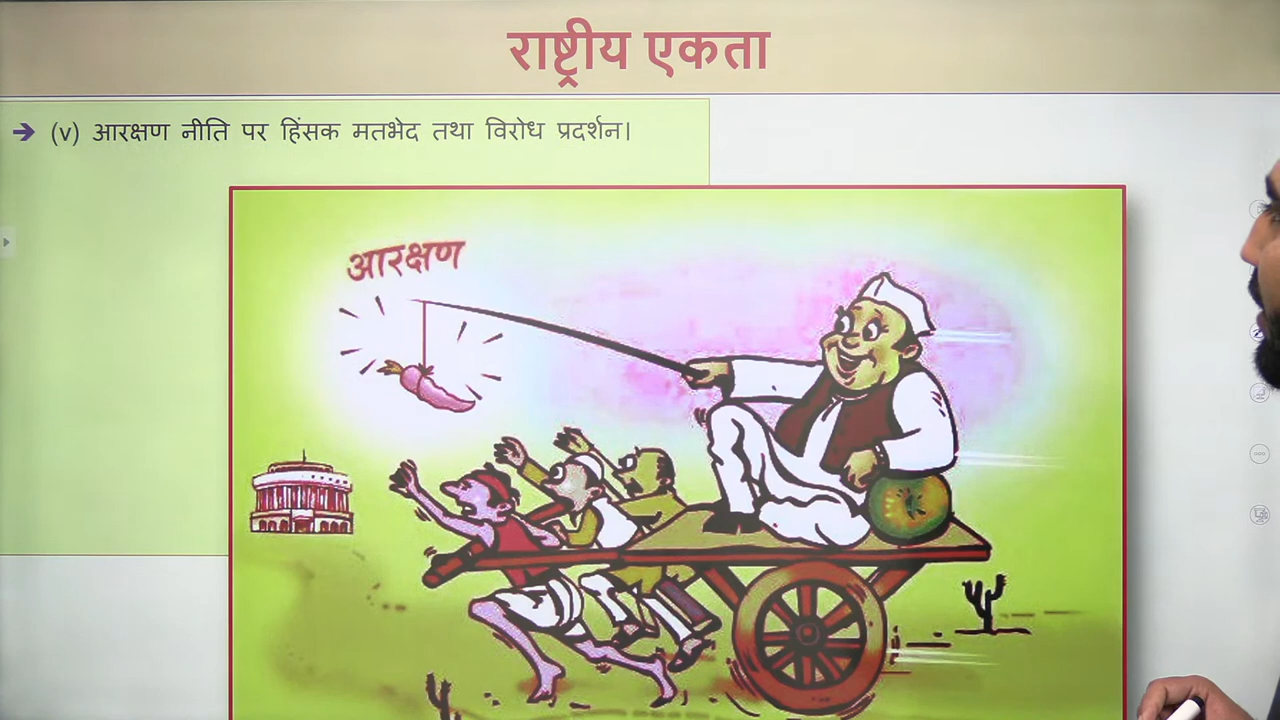 राष्ट्रीय एकता
➔ (v) आरक्षण नीति पर हिंसक मतभेद तथा विरोध प्रदर्शन।
आरक्षण